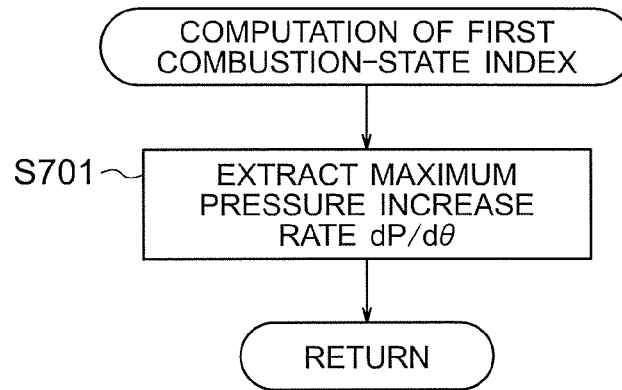 COMPUTATION OF FIRST
COMBUSTION-STATE INDEX
S701
EXTRACT MAXIMUM
PRESSURE INCREASE
RATE dP/dθ
RETURN